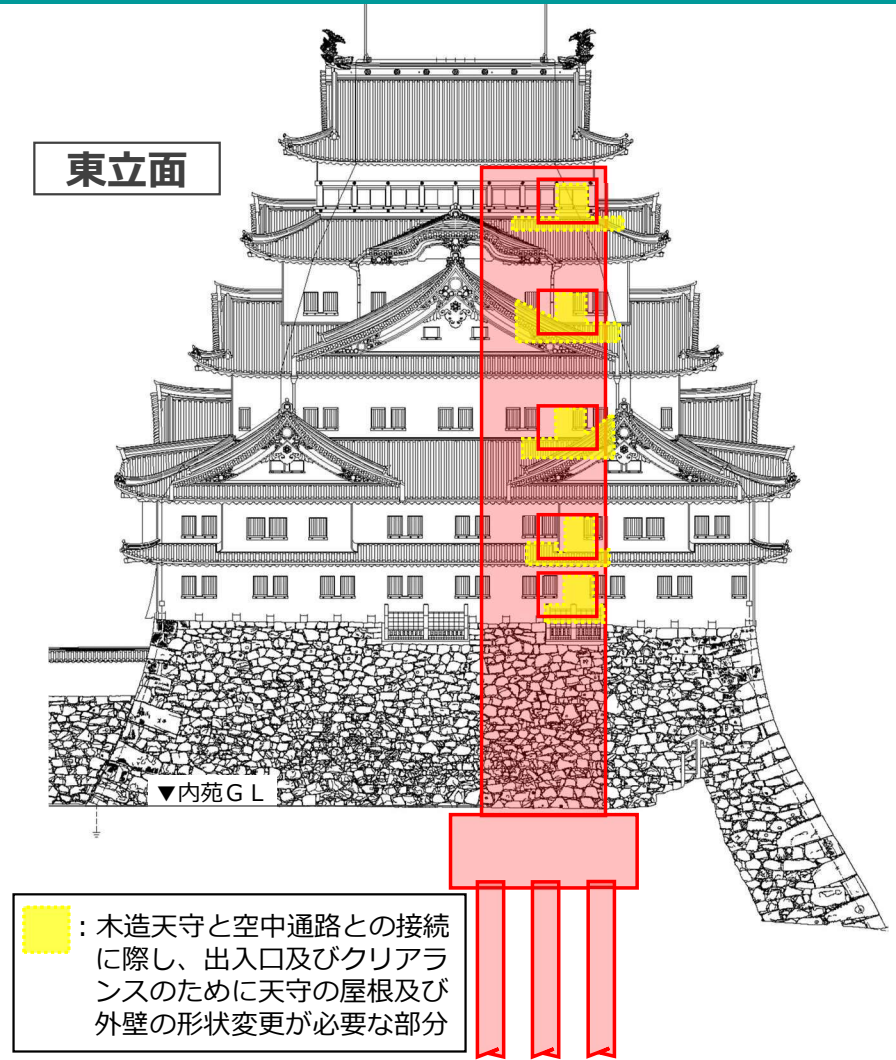 東立面
▼内苑ＧＬ
：木造天守と空中通路との接続
に際し、出入口及びクリアラ
ンスのために天守の屋根及び
外壁の形状変更が必要な部分